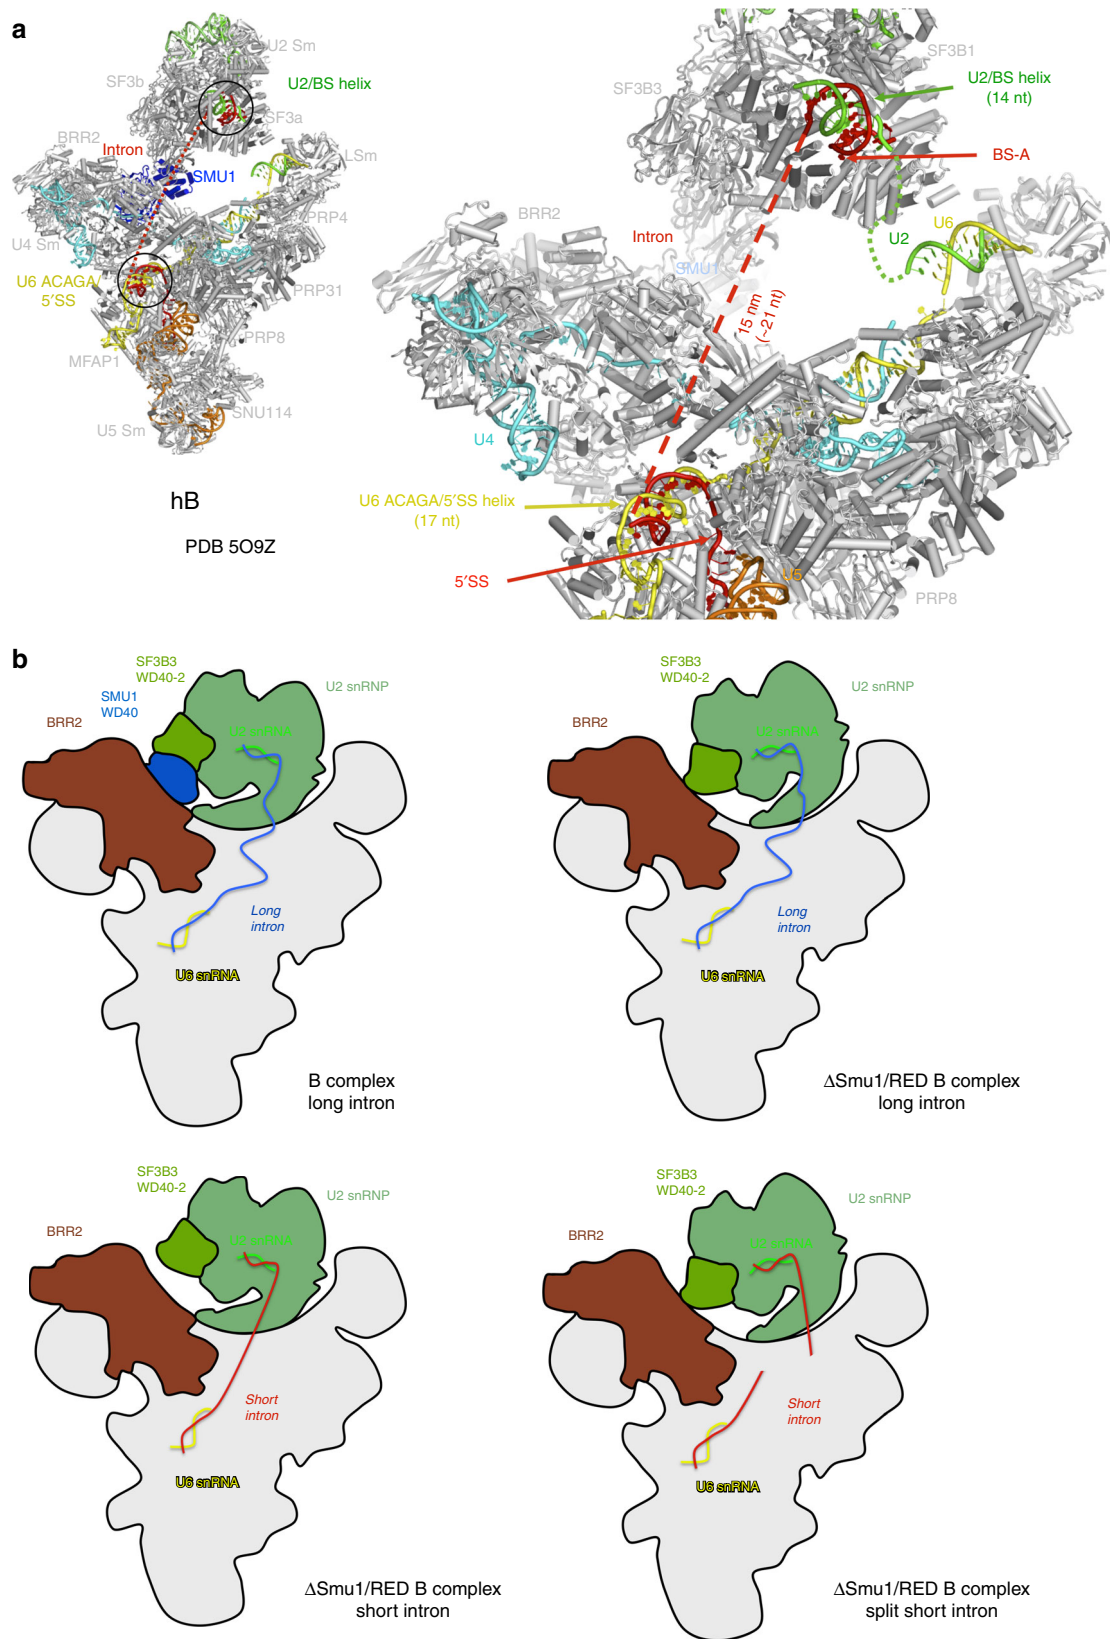 a
U2 Sm
SF3b
U2/BS helix
SF3a
BRR2
Intron
LSm
SMU1
PRP4
U4 Sm
U6 ACAGA/
5′SS
PRP31
PRP8
MFAP1
SNU114
U5 Sm
hB
PDB 5O9Z
SF3B1
SF3B3
U2/BS helix
(14 nt)
BS-A
BRR2
U6
U2
Intron
SMU1
15 nm
(~21 nt)
U4
U6 ACAGA/5′SS helix
(17 nt)
5′SS
U5
PRP8
b
SF3B3
WD40-2
SMU1
WD40
U2 snRNP
BRR2
U2 snRNA
Long
intron
U6 snRNA
B complex
long intron
SF3B3
WD40-2
U2 snRNP
BRR2
U2 snRNA
Long
intron
U6 snRNA
ΔSmu1/RED B complex
long intron
SF3B3
WD40-2
U2 snRNP
BRR2
U2 snRNA
Short
intron
U6 snRNA
ΔSmu1/RED B complex
short intron
SF3B3
WD40-2
U2 snRNP
BRR2
U2 snRNA
Short
intron
U6 snRNA
ΔSmu1/RED B complex
split short intron